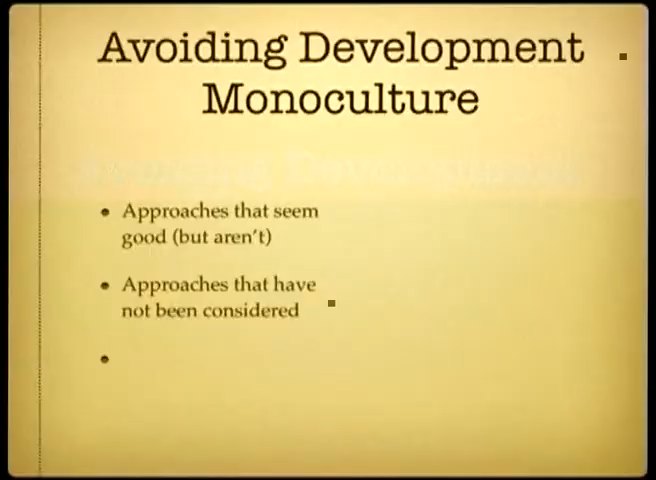 Avoiding Development
Monoculture
• Approaches that seem
good (but aren't)
• Approaches that have
not been considered
•